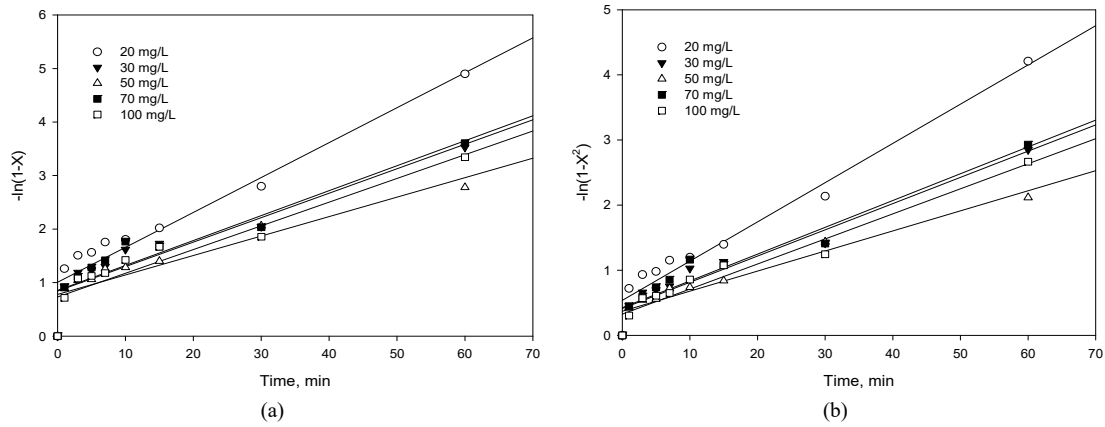 6
5
4
3
2
1
0
0 10 20 30 40 50 60 70
-ln(1-X)
Time, min
20 mg/L
30 mg/L
50 mg/L
70 mg/L
100 mg/L
(a)
5
4
3
2
1
0
0 10 20 30 40 50 60 70
-ln(1-X²)
Time, min
20 mg/L
30 mg/L
50 mg/L
70 mg/L
100 mg/L
(b)